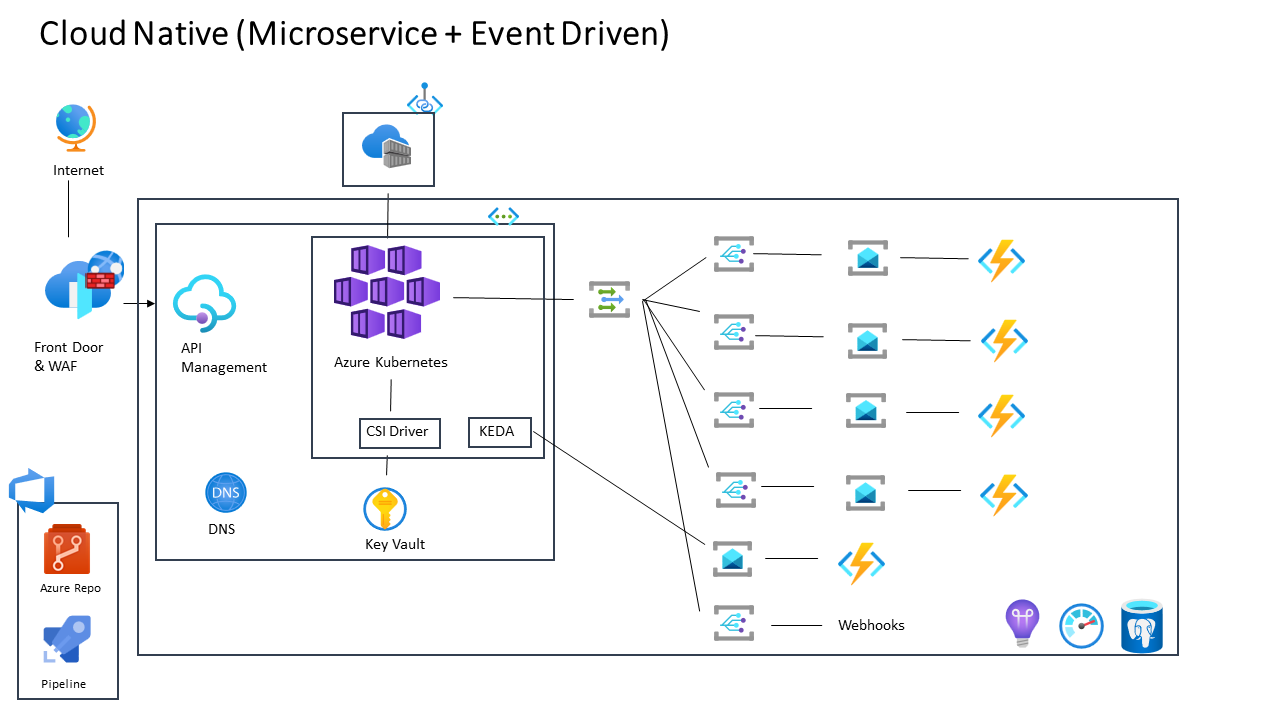 Cloud Native (Microservice + Event Driven)
Internet
Front Door
& WAF
API
Management
Azure Kubernetes
CSI Driver
KEDA
DNS
DNS
Key Vault
Azure Repo
Pipeline
Webhooks